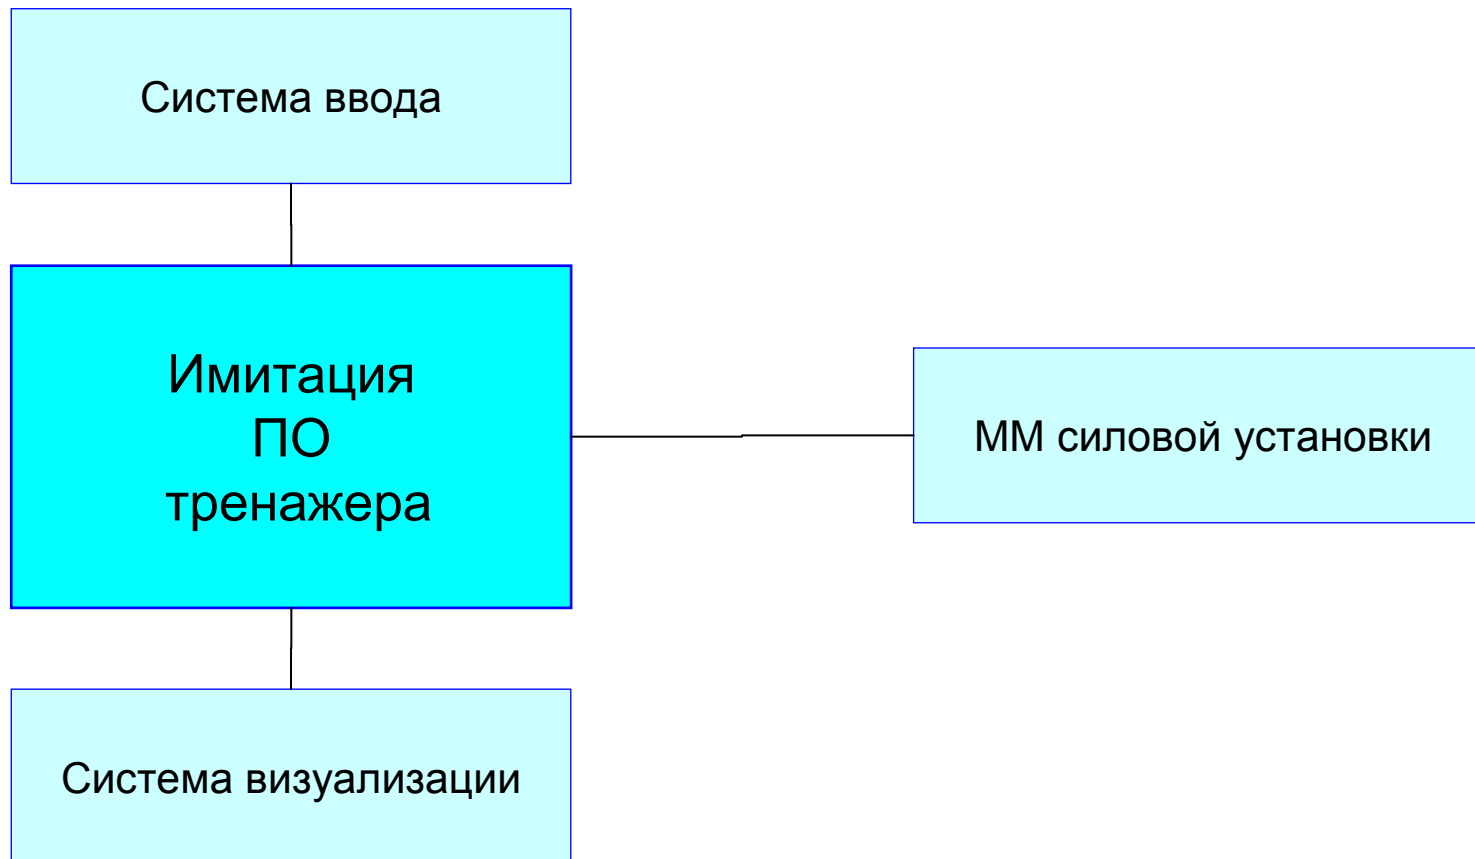 Система ввода
Имитация
ПО
тренажера
ММ силовой установки
Система визуализации